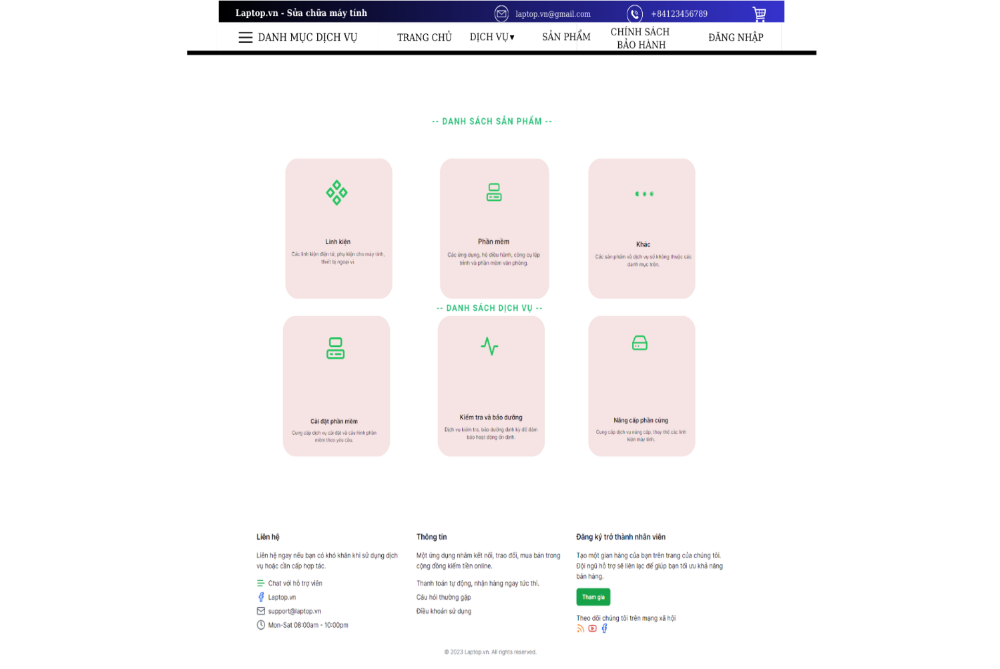 Laptop.vn - Sửa chữa máy tính
laptop.vn@gmail.com
+84123456789
DANH MỤC DỊCH VỤ
TRANG CHỦ
DỊCH VỤ▾
SẢN PHẨM
CHÍNH SÁCH
BẢO HÀNH
ĐĂNG NHẬP
-- DANH SÁCH SẢN PHẨM --
Linh kiện
Các linh kiện điện tử, phụ kiện cho máy tính,
thiết bị ngoại vi.
Phần mềm
Các ứng dụng, hệ điều hành, công cụ lập
trình và phần mềm văn phòng.
Khác
Các sản phẩm và dịch vụ số không thuộc các
danh mục trên.
-- DANH SÁCH DỊCH VỤ --
Cài đặt phần mềm
Cung cấp dịch vụ cài đặt và cấu hình phần
mềm theo yêu cầu.
Kiểm tra và bảo dưỡng
Dịch vụ kiểm tra, bảo dưỡng định kỳ để đảm
bảo hoạt động ổn định.
Nâng cấp phần cứng
Cung cấp dịch vụ nâng cấp, thay thế các linh
kiện máy tính.
Liên hệ
Liên hệ ngay nếu bạn có khó khăn khi sử dụng dịch
vụ hoặc cần cấp hợp tác.
Chat với hỗ trợ viên
Laptop.vn
support@laptop.vn
Mon-Sat 08:00am - 10:00pm
Thông tin
Một ứng dụng nhằm kết nối, trao đổi, mua bán trong
cộng đồng kiếm tiền online.
Thanh toán tự động, nhận hàng ngay tức thì.
Câu hỏi thường gặp
Điều khoản sử dụng
Đăng ký trở thành nhân viên
Tạo một gian hàng của bạn trên trang của chúng tôi.
Đội ngũ hỗ trợ sẽ liên lạc để giúp bạn tối ưu khả năng
bán hàng.
Tham gia
Theo dõi chúng tôi trên mạng xã hội
© 2023 Laptop.vn. All rights reserved.